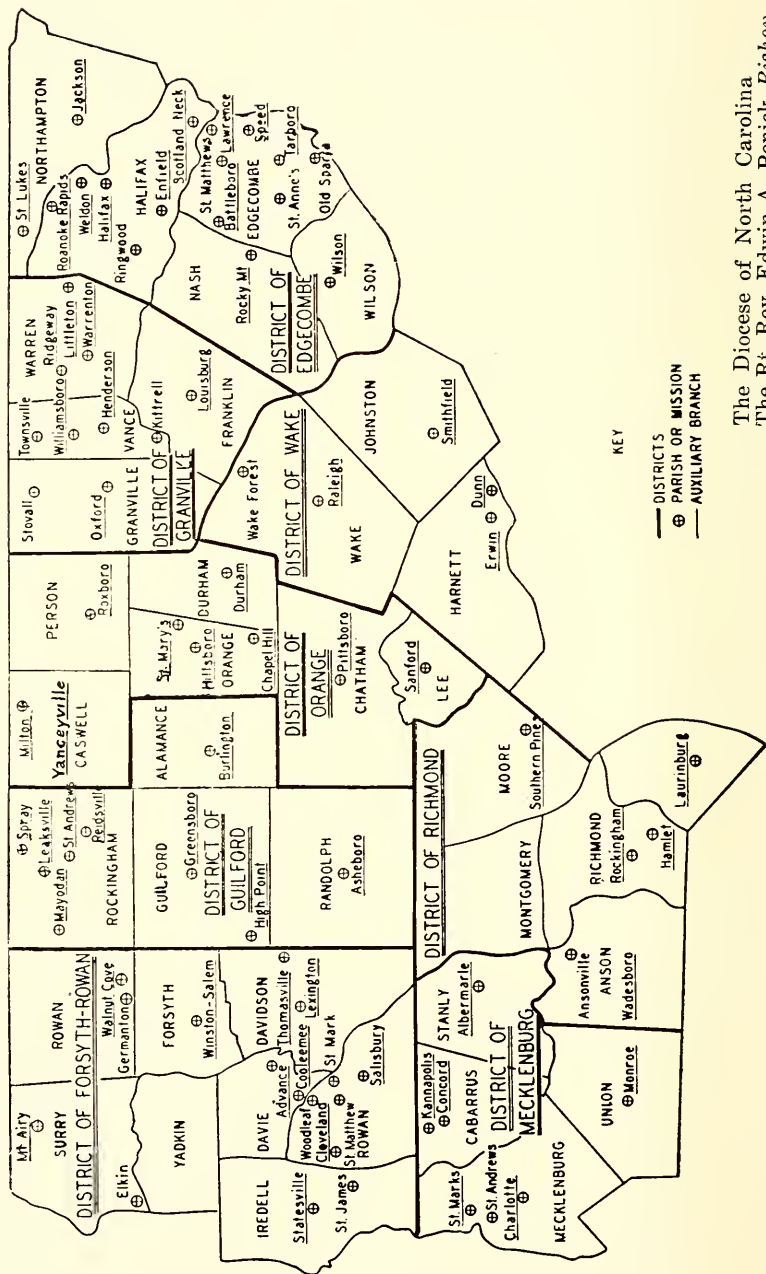 NORTHAMPTON
St Lukes
Jackson
Roanoke Rapids
Weldon
Halifax
Ringwood
HALIFAX
Enfield
Scotland Neck
WARREN
Ridgeway
Littleton
Warrenton
Townsville
Williamsboro
Henderson
VANCE
Kittrell
Stovall
Oxford
GRANVILLE
DISTRICT OF
GRANVILLE
FRANKLIN
Louisburg
NASH
Rocky Mt
St Matthews
Battleboro
Lawrence
Speed
EDGECOMBE
St. Anne's
Tarboro
Old Sparta
DISTRICT OF
EDGECOMBE
Wilson
WILSON
PERSON
Roxboro
Milton
Yanceyville
CASWELL
DURHAM
Durham
St. Mary's
Hillsboro
ORANGE
Chapel Hill
ALAMANCE
Burlington
Wake Forest
DISTRICT OF WAKE
Raleigh
WAKE
JOHNSTON
Smithfield
DISTRICT OF
ORANGE
Pittsboro
CHATHAM
Sanford
LEE
HARNETT
Erwin
Dunn
Spray
Leaksville
Mayodan
St Andrews
Reidsville
ROCKINGHAM
GUILFORD
Greensboro
DISTRICT OF
GUILFORD
High Point
RANDOLPH
Asheboro
DISTRICT OF RICHMOND
MOORE
Southern Pines
MONTGOMERY
RICHMOND
Rockingham
Hamlet
Laurinburg
ROWAN
Mt Airy
SURRY
DISTRICT OF FORSYTH-ROWAN
Walnut Cove
Germanton
Elkin
YADKIN
FORSYTH
Winston-Salem
DAVIDSON
Thomasville
Lexington
DAVIE
Advance
Cooleemee
St Mark
Woodleaf
Cleveland
St. Matthew
ROWAN
Salisbury
IREDELL
Statesville
St. James
STANLY
Albermarle
Kannapolis
Concord
CABARRUS
DISTRICT OF
MECKLENBURG
St. Marks
St. Andrews
Charlotte
MECKLENBURG
UNION
Monroe
Ansonville
ANSON
Wadesboro
KEY
DISTRICTS
PARISH OR MISSION
AUXILIARY BRANCH
The Diocese of North Carolina
The Rt. Rev. Edwin A. Penick, Bishop